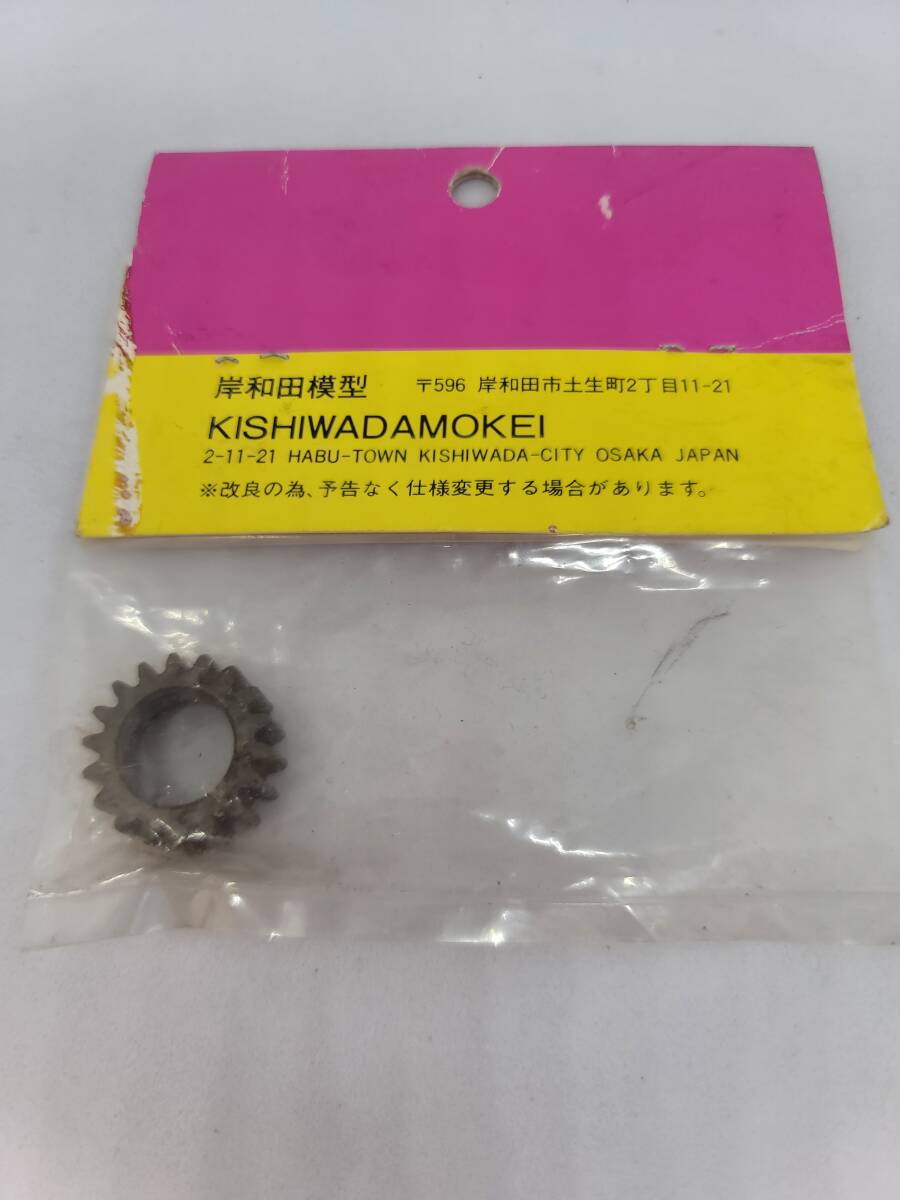 岸和田模型 〒596 岸和田市土生町2丁目11-21
KISHIWADAMOKEI
2-11-21 HABU-TOWN KISHIWADA-CITY OSAKA JAPAN
※改良の為、予告なく仕様変更する場合があります。